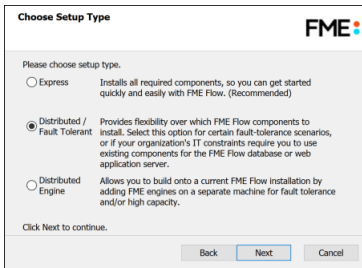 Choose Setup Type
FME
Please choose setup type.
Express
Installs all required components, so you can get started
quickly and easily with FME Flow. (Recommended)
Distributed /
Fault Tolerant
Provides flexibility over which FME Flow components to
install. Select this option for certain fault-tolerance scenarios,
or if your organization's IT constraints require you to use
existing components for the FME Flow database or web
application server.
Distributed
Engine
Allows you to build onto a current FME Flow installation by
adding FME engines on a separate machine for fault tolerance
and/or high capacity.
Click Next to continue.
Back
Next
Cancel